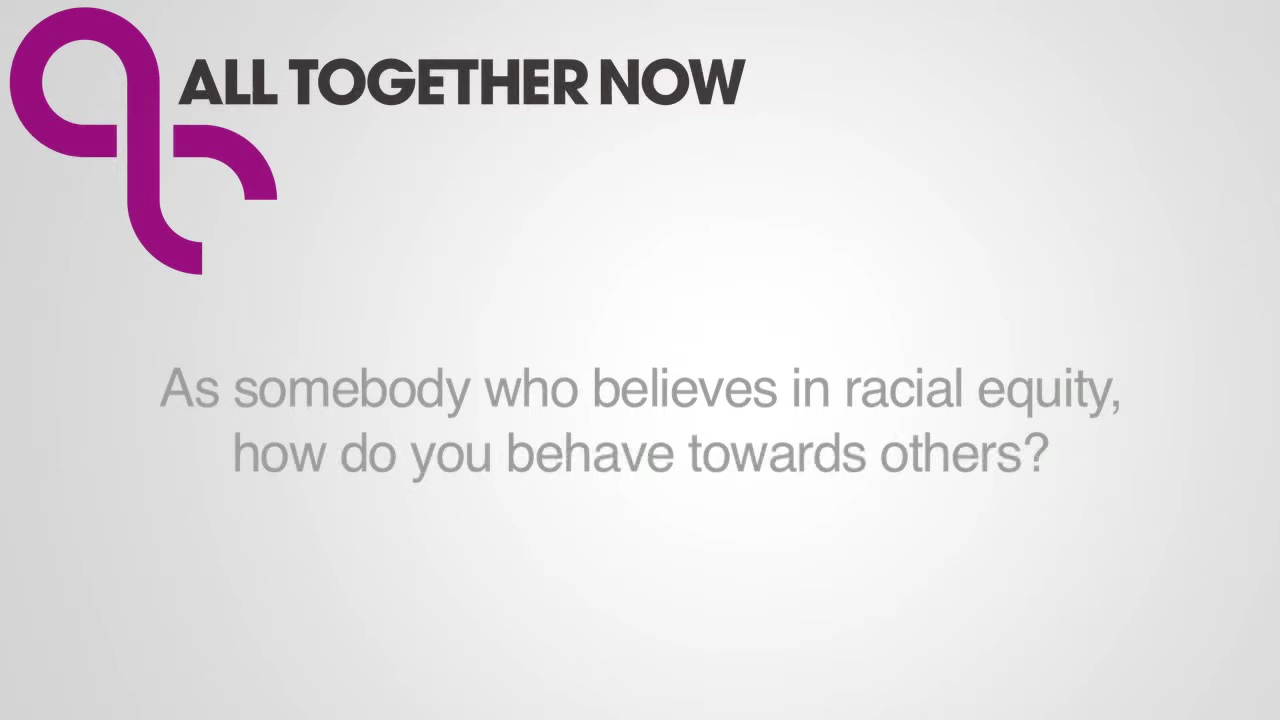 ALL TOGETHER NOW
As somebody who believes in racial equity,
how do you behave towards others?